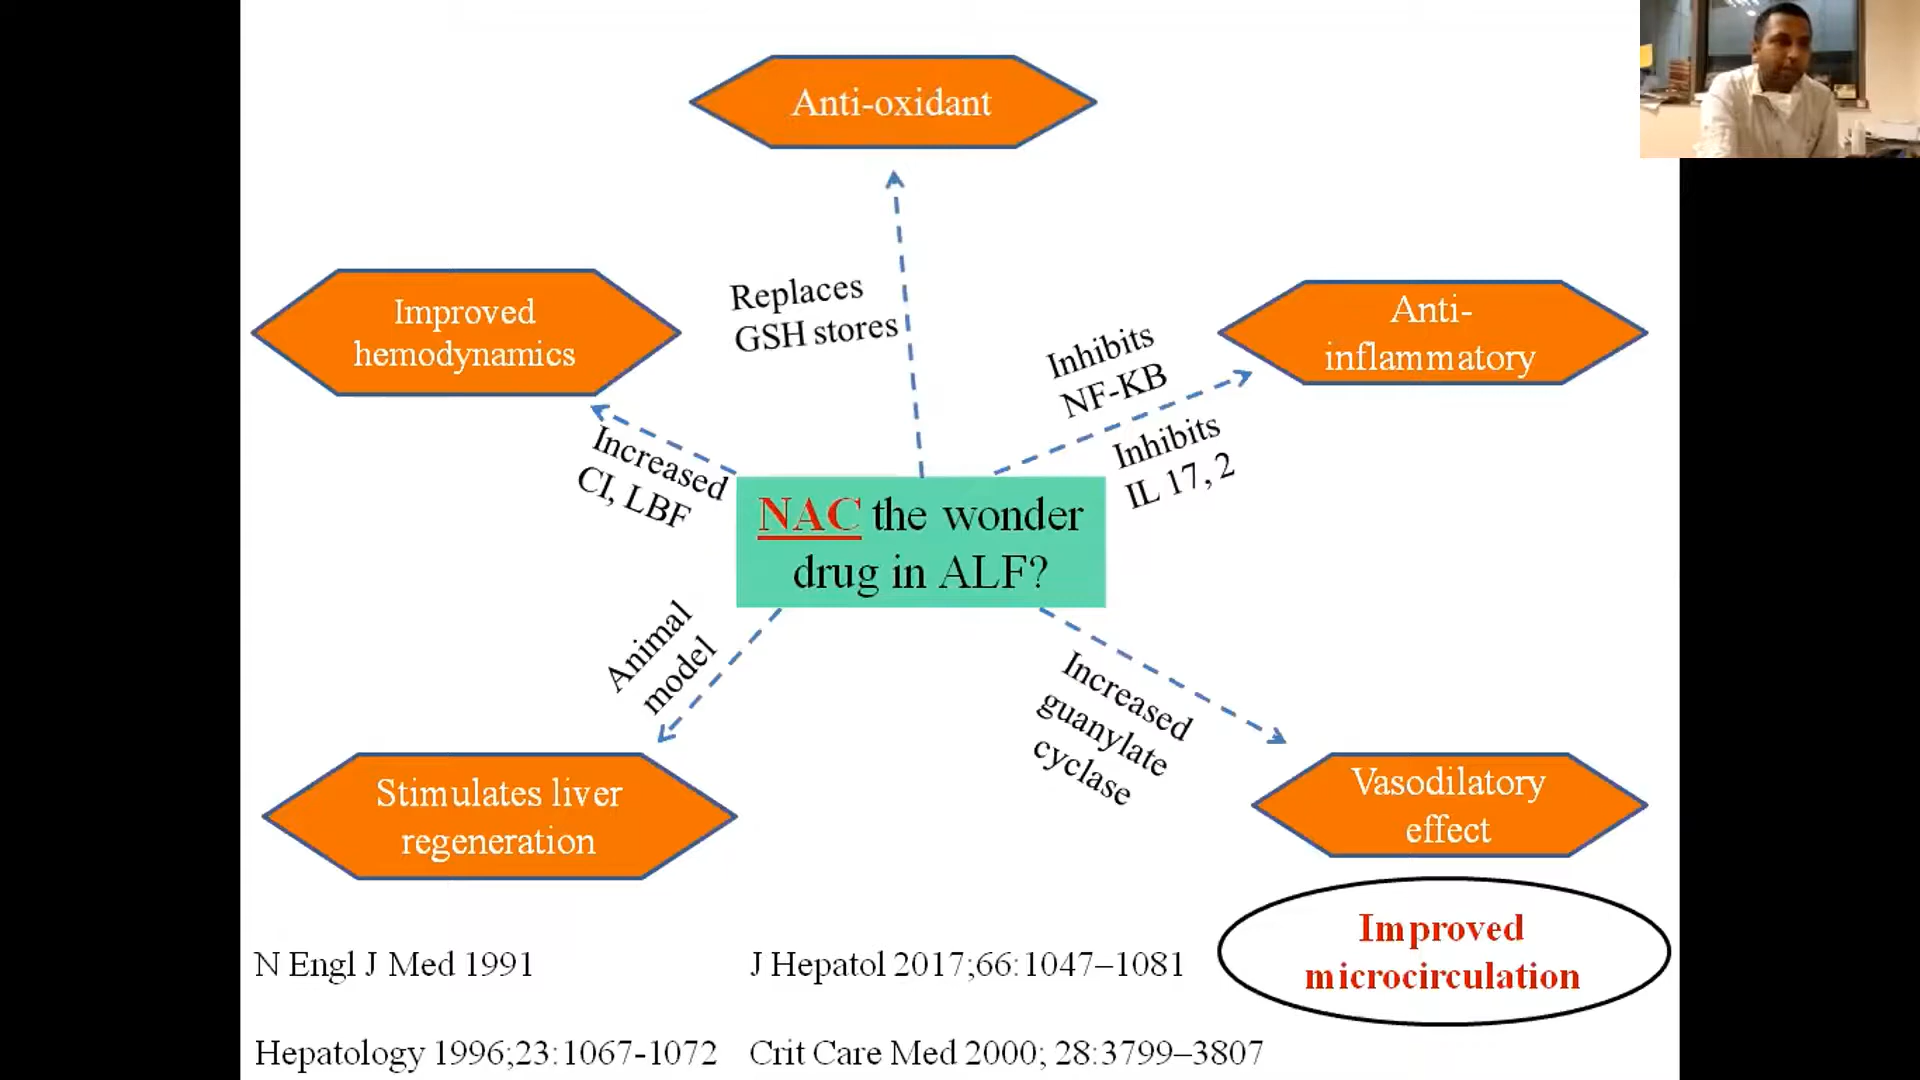 Anti-oxidant
Improved
hemodynamics
Replaces
GSH stores
Inhibits
NF-KB
Anti-
inflammatory
Inhibits
IL 17, 2
Increased
CI, LBF
NAC the wonder
drug in ALF?
Animal
model
Increased
guanylate
cyclase
Stimulates liver
regeneration
Vasodilatory
effect
Improved
microcirculation
N Engl J Med 1991
J Hepatol 2017;66:1047–1081
Hepatology 1996;23:1067-1072
Crit Care Med 2000; 28:3799–3807